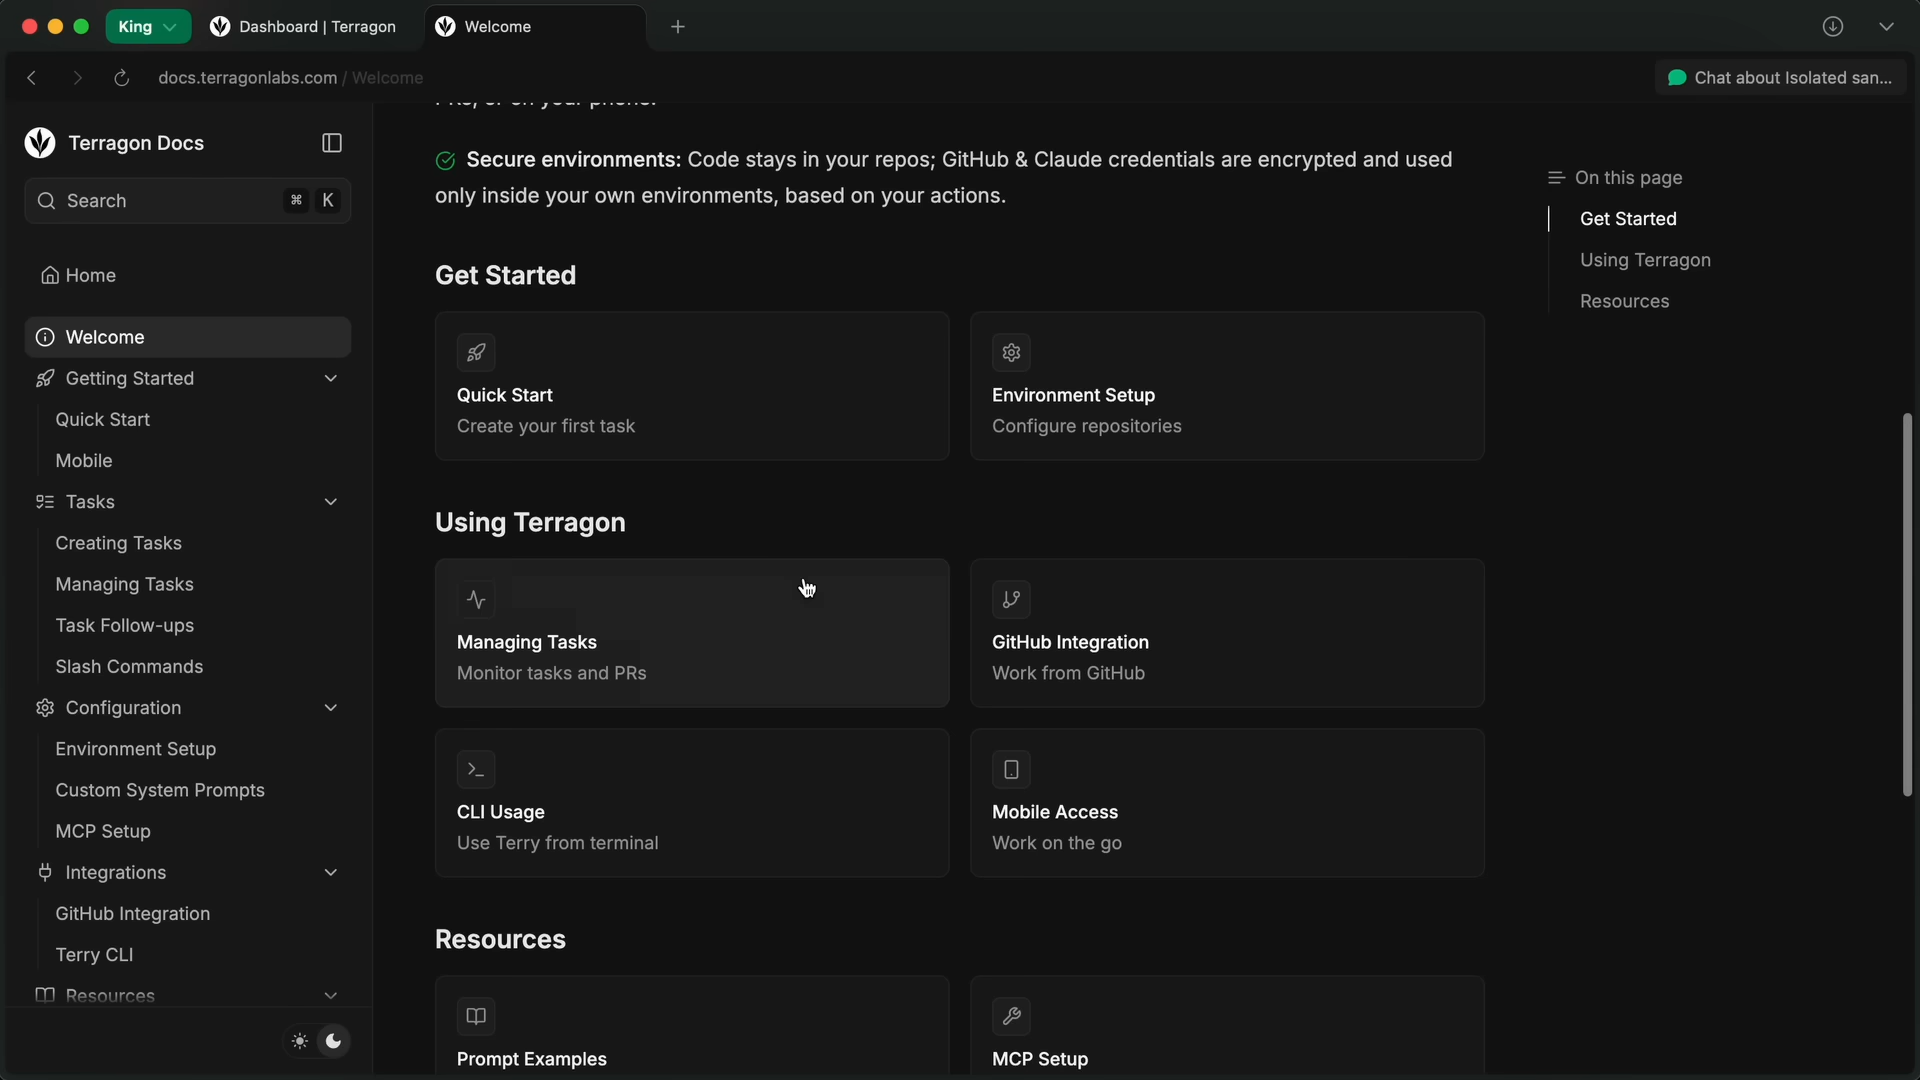 King
Dashboard | Terragon
Welcome
docs.terragonlabs.com / Welcome
Chat about Isolated san...
Terragon Docs
Search
⌘ K
Home
Welcome
Getting Started
Quick Start
Mobile
Tasks
Creating Tasks
Managing Tasks
Task Follow-ups
Slash Commands
Configuration
Environment Setup
Custom System Prompts
MCP Setup
Integrations
GitHub Integration
Terry CLI
Resources
Secure environments: Code stays in your repos; GitHub & Claude credentials are encrypted and used
only inside your own environments, based on your actions.
Get Started
Quick Start
Create your first task
Environment Setup
Configure repositories
Using Terragon
Managing Tasks
Monitor tasks and PRs
GitHub Integration
Work from GitHub
CLI Usage
Use Terry from terminal
Mobile Access
Work on the go
Resources
Prompt Examples
MCP Setup
On this page
Get Started
Using Terragon
Resources